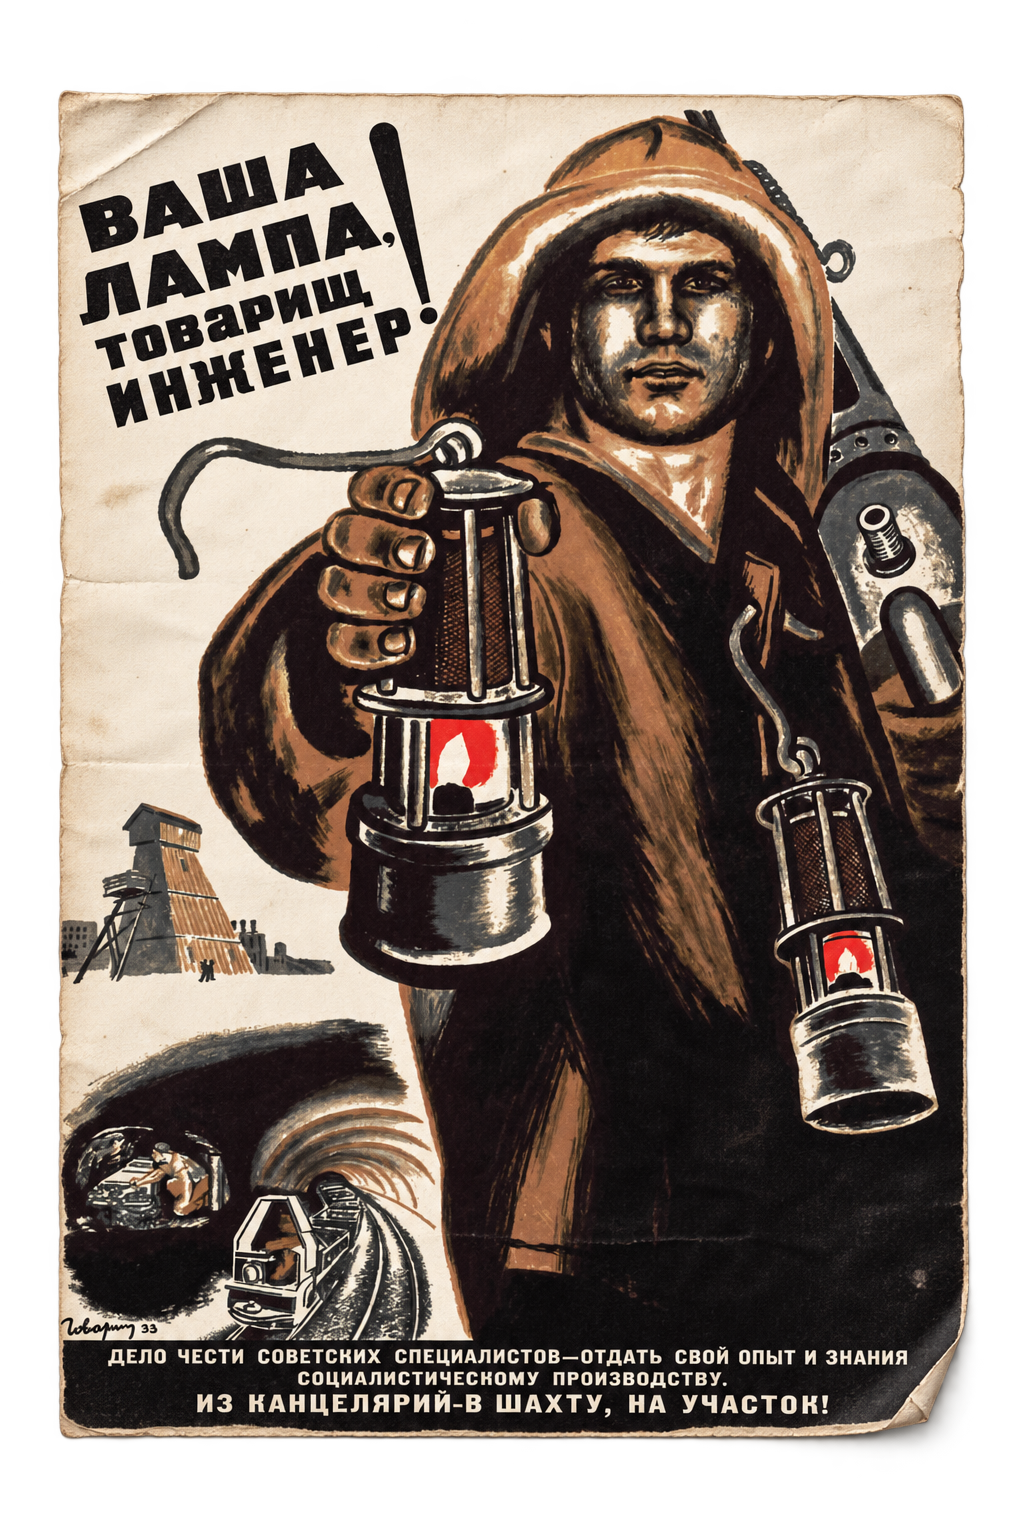 ВАША
ЛАМПА,
товарищ
ИНЖЕНЕР!
Говарищ 33
ДЕЛО ЧЕСТИ СОВЕТСКИХ СПЕЦИАЛИСТОВ—ОТДАТЬ СВОЙ ОПЫТ И ЗНАНИЯ
СОЦИАЛИСТИЧЕСКОМУ ПРОИЗВОДСТВУ.
ИЗ КАНЦЕЛЯРИЙ-В ШАХТУ, НА УЧАСТОК!